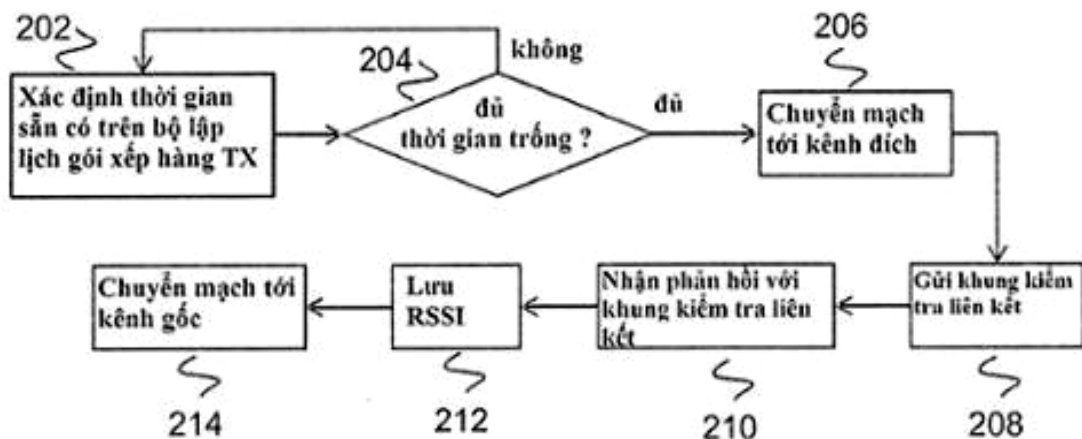 202
Xác định thời gian
sẵn có trên bộ lập
lịch gói xếp hàng TX
204
không
đủ
thời gian trống ?
đủ
206
Chuyển mạch
tới kênh đích
Gửi khung kiểm
tra liên kết
208
Nhận phản hồi với
khung kiểm tra liên
kết
210
Lưu
RSSI
212
Chuyển mạch tới
kênh gốc
214